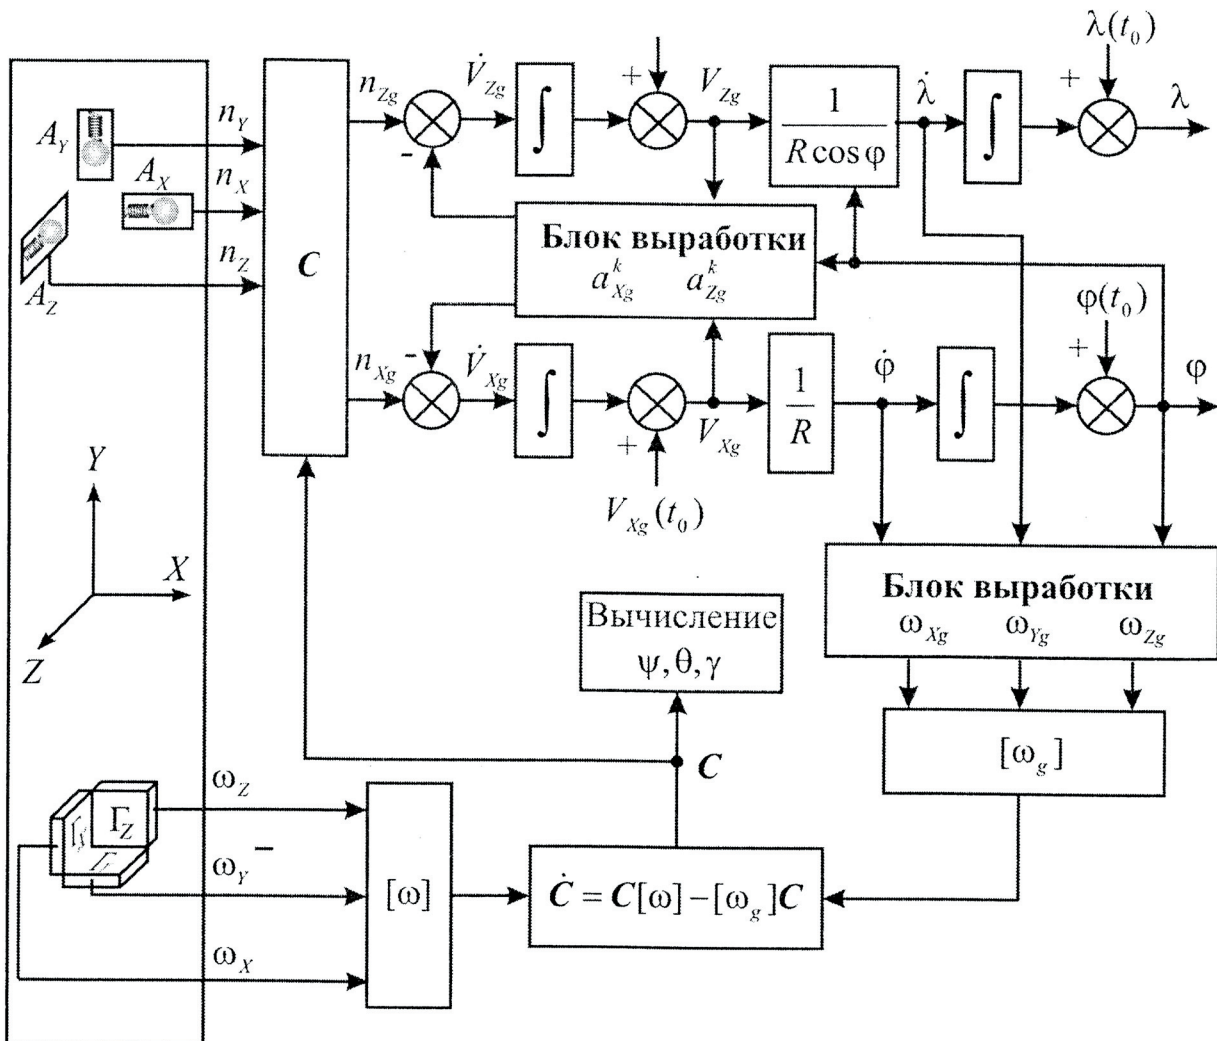 λ(t₀)
n_Zg
V̇_Zg
+
V_Zg
λ̇
+
λ
∫
1
R cos φ
∫
A_Y
n_Y
A_X
n_X
n_Z
A_Z
C
-
Блок выработки
a^k_Xg a^k_Zg
φ(t₀)
n_Xg
-
V̇_Xg
∫
+
V_Xg
1
R
φ̇
∫
+
φ
V_Xg(t₀)
Y
X
Z
Блок выработки
ω_Xg ω_Yg ω_Zg
Вычисление
ψ, θ, γ
[ω_g]
C
ω_Z
Γ_Z
ω_Y
-
[ω]
Ċ = C[ω] – [ω_g]C
ω_X